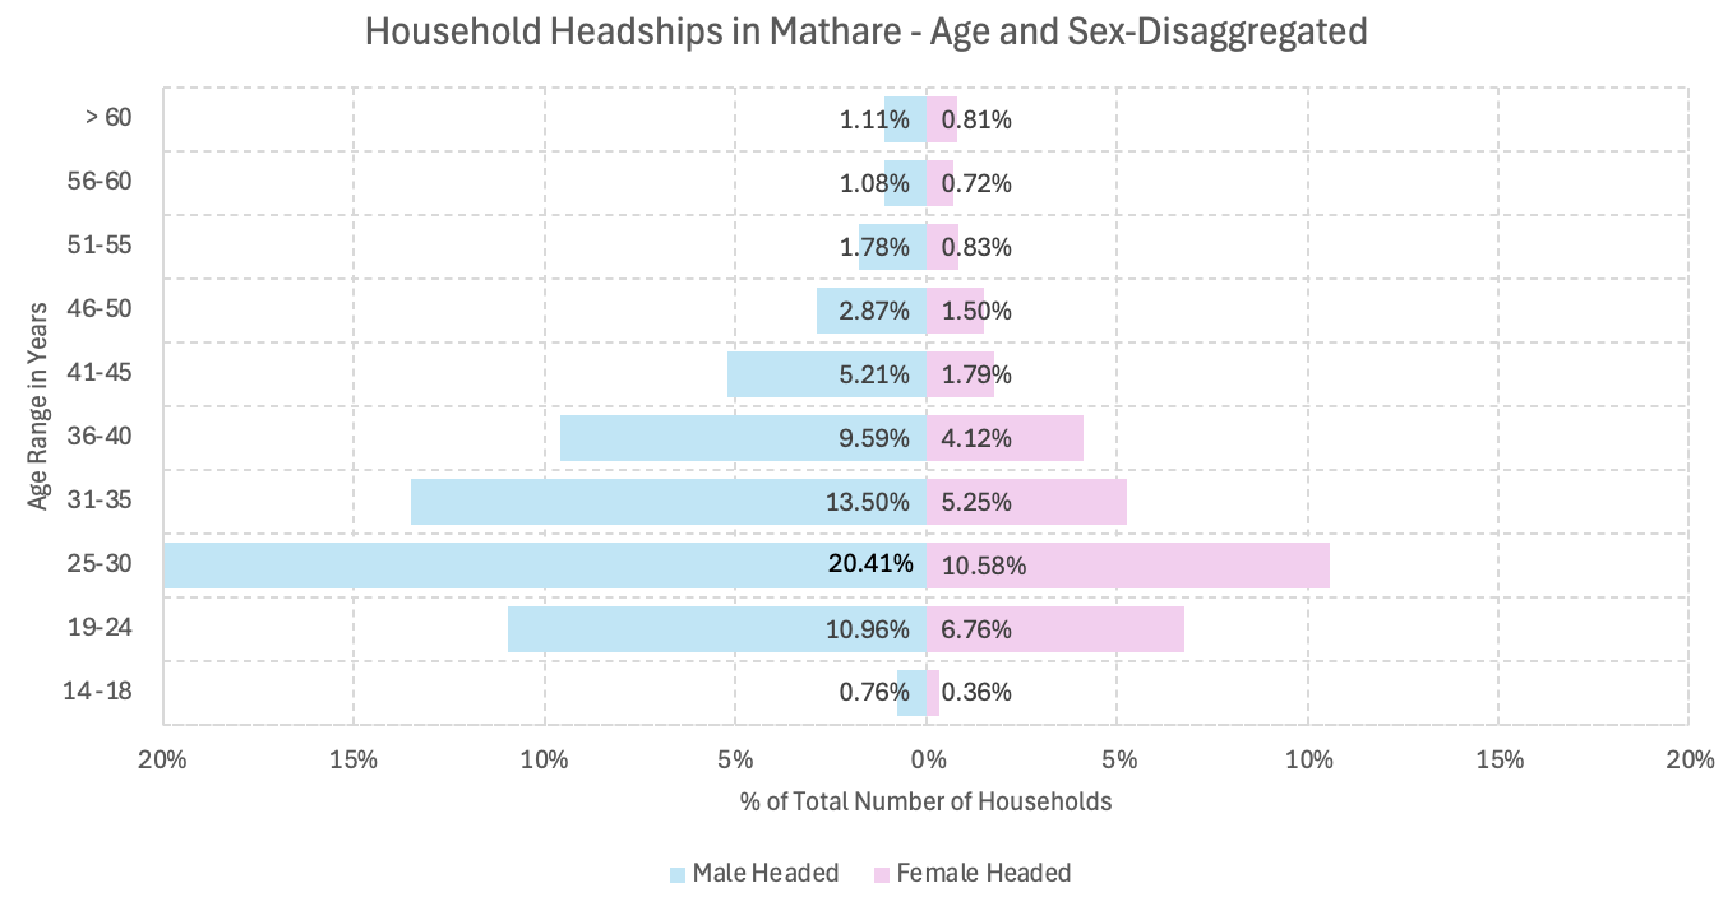 Household Headships in Mathare - Age and Sex-Disaggregated
Age Range in Years
> 60 1.11% 0.81%
56-60 1.08% 0.72%
51-55 1.78% 0.83%
46-50 2.87% 1.50%
41-45 5.21% 1.79%
36-40 9.59% 4.12%
31-35 13.50% 5.25%
25-30 20.41% 10.58%
19-24 10.96% 6.76%
14-18 0.76% 0.36%
20% 15% 10% 5% 0% 5% 10% 15% 20%
% of Total Number of Households
Male Headed Female Headed